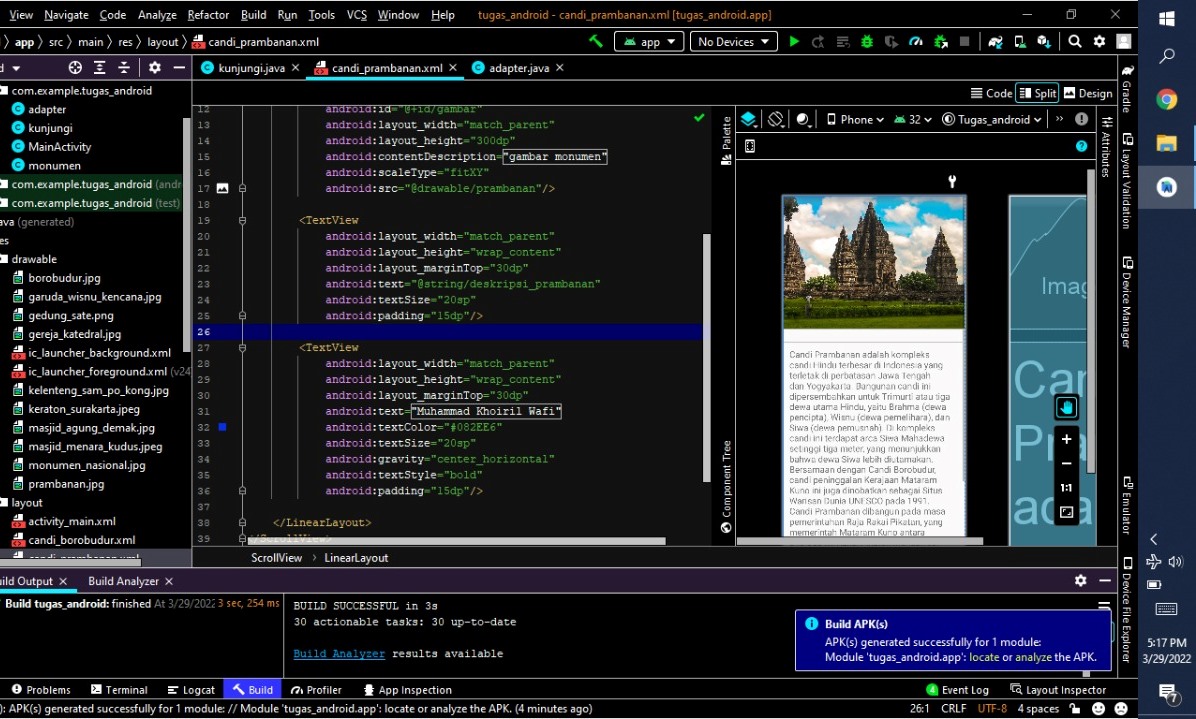 View Navigate Code Analyze Refactor Build Run Tools VCS Window Help tugas_android - candi_prambanan.xml [tugas_android.app]
app src main res layout candi_prambanan.xml app No Devices
kunjungi.java candi_prambanan.xml adapter.java
Code Split Design
com.example.tugas_android
adapter
kunjungi
MainActivity
monumen
com.example.tugas_android (andr
com.example.tugas_android (test)
ava (generated)
es
drawable
borobudur.jpg
garuda_wisnu_kencana.jpg
gedung_sate.png
gereja_katedral.jpg
ic_launcher_background.xml
ic_launcher_foreground.xml (v24
kelenteng_sam_po_kong.jpg
keraton_surakarta.jpeg
masjid_agung_demak.jpg
masjid_menara_kudus.jpeg
monumen_nasional.jpg
prambanan.jpg
layout
activity_main.xml
candi_borobudur.xml
candi_prambanan.xml
12 android:id="@+id/gambar"
13 android:layout_width="match_parent"
14 android:layout_height="300dp"
15 android:contentDescription="gambar monumen"
16 android:scaleType="fitXY"
17 android:src="@drawable/prambanan"/>
18
19 <TextView
20 android:layout_width="match_parent"
21 android:layout_height="wrap_content"
22 android:layout_marginTop="30dp"
23 android:text="@string/deskripsi_prambanan"
24 android:textSize="20sp"
25 android:padding="15dp"/>
26
27 <TextView
28 android:layout_width="match_parent"
29 android:layout_height="wrap_content"
30 android:layout_marginTop="30dp"
31 android:text="Muhammad Khoiril Wafi"
32 android:textColor="#082EE6"
33 android:textSize="20sp"
34 android:gravity="center_horizontal"
35 android:textStyle="bold"
36 android:padding="15dp"/>
37
38 </LinearLayout>
39 </ScrollView>
ScrollView LinearLayout
Palette
Component Tree
Phone 32 Tugas_android
Candi Prambanan adalah kompleks
candi Hindu terbesar di Indonesia yang
terletak di perbatasan Jawa Tengah
dan Yogyakarta. Bangunan candi ini
dipersembahkan untuk Trimurti atau tiga
dewa utama Hindu, yaitu Brahma (dewa
pencipta), Wisnu (dewa pemelihara), dan
Siwa (dewa pemusnah). Di kompleks
candi ini terdapat arca Siwa Mahadewa
setinggi tiga meter, yang menunjukkan
bahwa dewa Siwa lebih diutamakan.
Bersamaan dengan Candi Borobudur,
candi peninggalan Kerajaan Mataram
Kuno ini juga dinobatkan sebagai Situs
Warisan Dunia UNESCO pada 1991.
Candi Prambanan dibangun pada masa
pemerintahan Raja Rakai Pikatan, yang
memerintah Mataram Kuno antara
Imag
Can
Pra
ada
1:1
Gradle
Attributes
Layout Validation
Device Manager
Emulator
Device File Explorer
uild Output Build Analyzer
Build tugas_android: finished At 3/29/2022 3 sec, 254 ms
BUILD SUCCESSFUL in 3s
30 actionable tasks: 30 up-to-date
Build Analyzer results available
Build APK(s)
APK(s) generated successfully for 1 module:
Module 'tugas_android.app': locate or analyze the APK.
Problems Terminal Logcat Build Profiler App Inspection 4 Event Log Layout Inspector
): APK(s) generated successfully for 1 module: // Module 'tugas_android.app': locate or analyze the APK. (4 minutes ago) 26:1 CRLF UTF-8 4 spaces
5:17 PM
3/29/2022
7